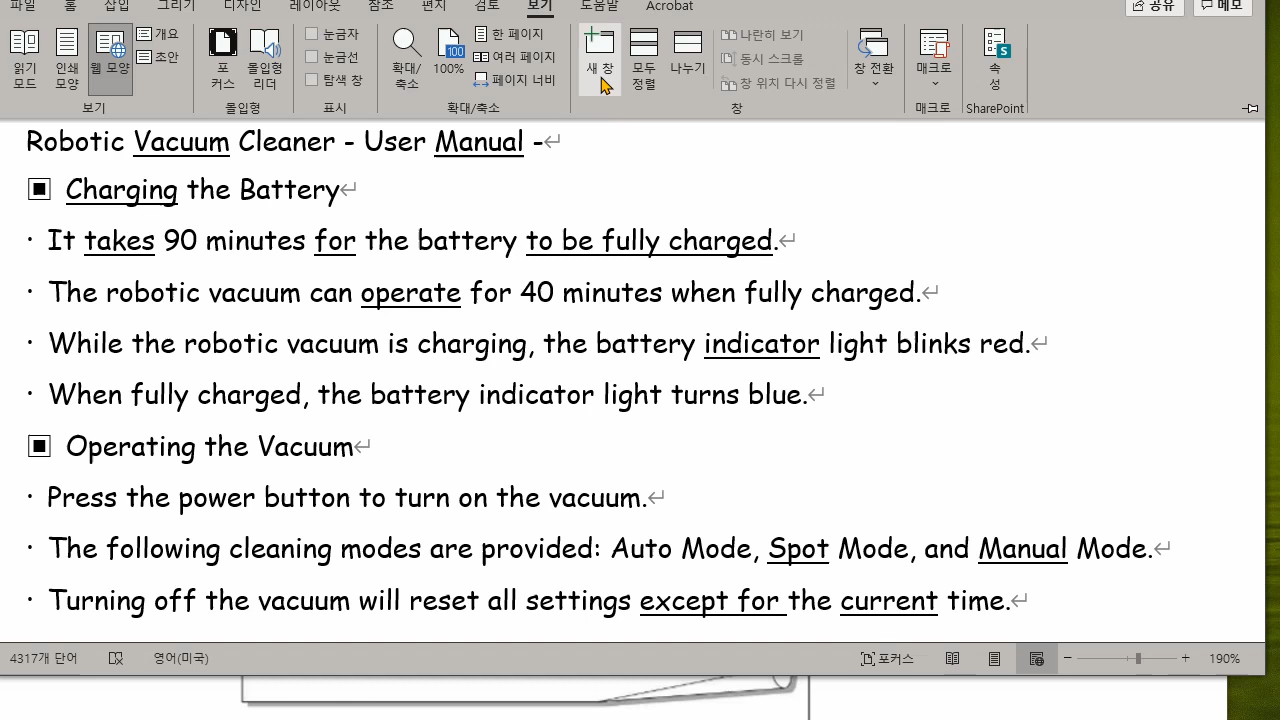 파일 홈 삽입 그리기 디자인 레이아웃 참조 편지 검토 보기 도움말 Acrobat 공유 메모
읽기 모드
인쇄 모양
웹 모양
개요
초안
보기
포커스
몰입형 리더
몰입형
눈금자
눈금선
탐색 창
표시
확대/축소
100
100%
한 페이지
여러 페이지
페이지 너비
확대/축소
새 창
모두 정렬
나누기
나란히 보기
동시 스크롤
창 위치 다시 정렬
창 전환
창
매크로
매크로
속성
SharePoint
Robotic Vacuum Cleaner - User Manual -↵
▣ Charging the Battery↵
· It takes 90 minutes for the battery to be fully charged.↵
· The robotic vacuum can operate for 40 minutes when fully charged.↵
· While the robotic vacuum is charging, the battery indicator light blinks red.↵
· When fully charged, the battery indicator light turns blue.↵
▣ Operating the Vacuum↵
· Press the power button to turn on the vacuum.↵
· The following cleaning modes are provided: Auto Mode, Spot Mode, and Manual Mode.↵
· Turning off the vacuum will reset all settings except for the current time.↵
4317개 단어 영어(미국) 포커스 190%